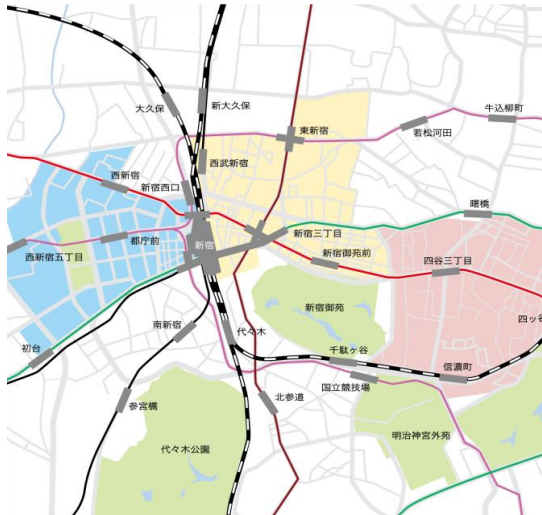 大久保
新大久保
牛込柳町
東新宿
若松河田
西新宿
西武新宿
新宿西口
曙橋
新宿三丁目
西新宿五丁目
都庁前
新宿
新宿御苑前
四谷三丁目
新宿御苑
四ッ谷
南新宿
代々木
初台
千駄ヶ谷
信濃町
国立競技場
参宮橋
北参道
明治神宮外苑
代々木公園